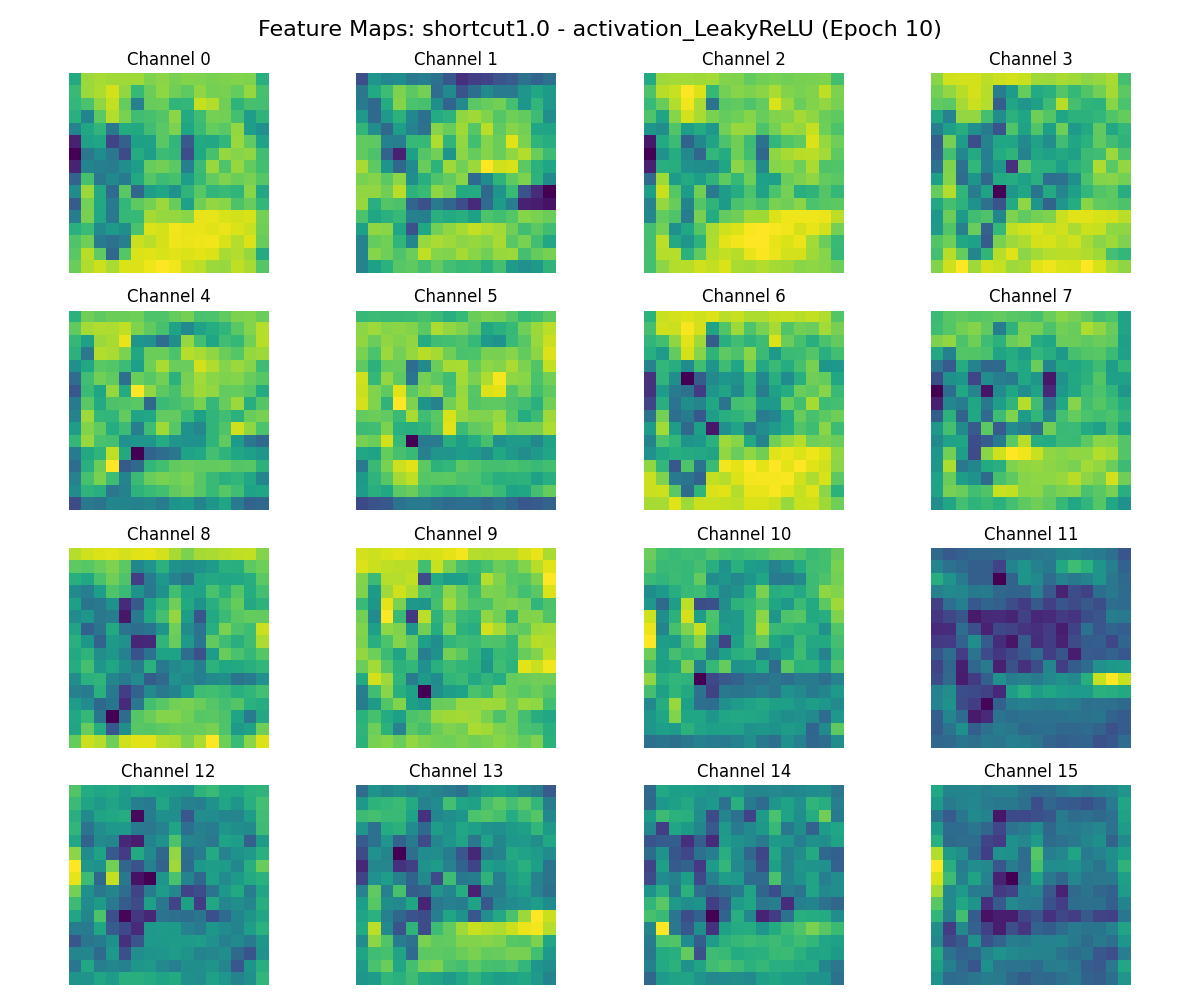 Feature Maps: shortcut1.0 - activation_LeakyReLU (Epoch 10)
Channel 0 Channel 1 Channel 2 Channel 3
Channel 4 Channel 5 Channel 6 Channel 7
Channel 8 Channel 9 Channel 10 Channel 11
Channel 12 Channel 13 Channel 14 Channel 15